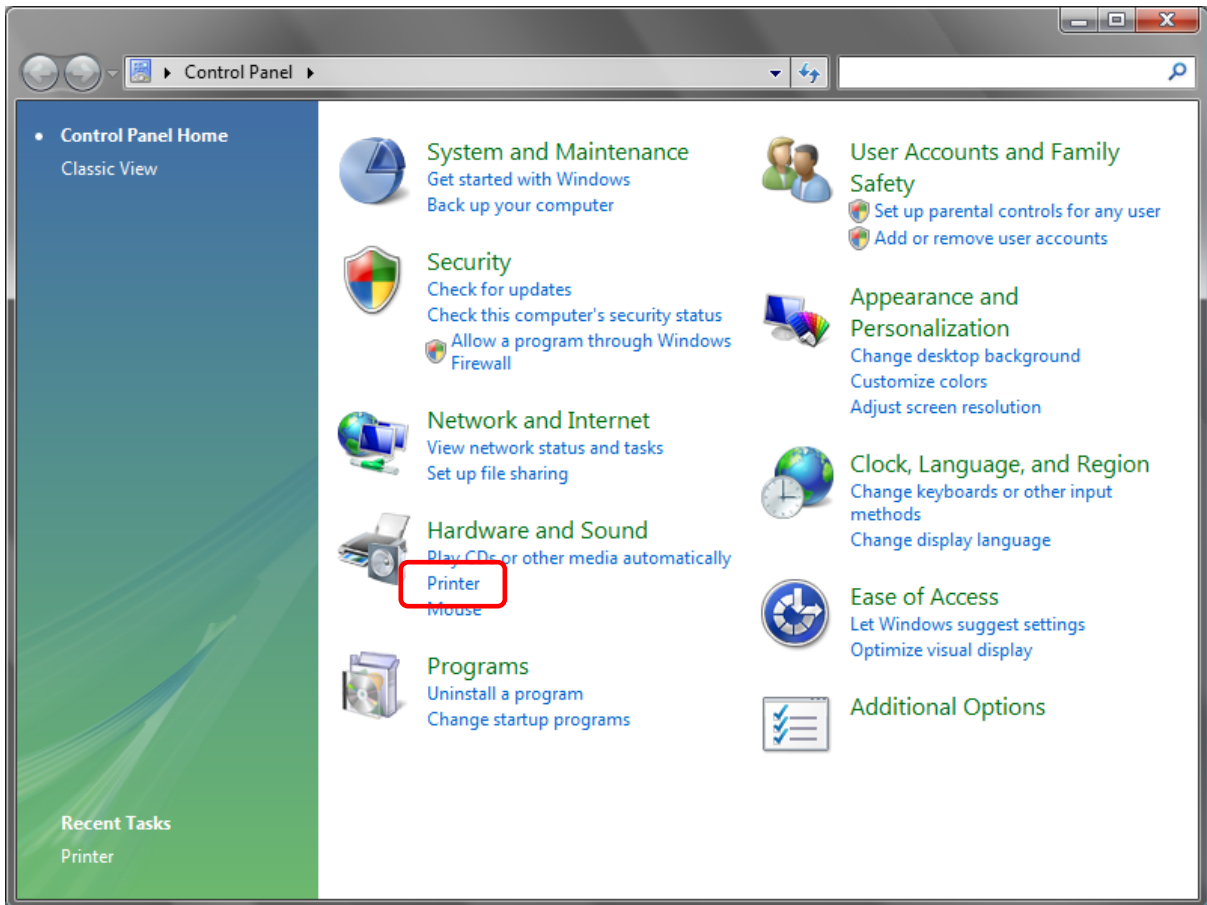 Control Panel
Control Panel Home
Classic View
Recent Tasks
Printer
System and Maintenance
Get started with Windows
Back up your computer
Security
Check for updates
Check this computer's security status
Allow a program through Windows
Firewall
Network and Internet
View network status and tasks
Set up file sharing
Hardware and Sound
Play CDs or other media automatically
Printer
Mouse
Programs
Uninstall a program
Change startup programs
User Accounts and Family
Safety
Set up parental controls for any user
Add or remove user accounts
Appearance and
Personalization
Change desktop background
Customize colors
Adjust screen resolution
Clock, Language, and Region
Change keyboards or other input
methods
Change display language
Ease of Access
Let Windows suggest settings
Optimize visual display
Additional Options